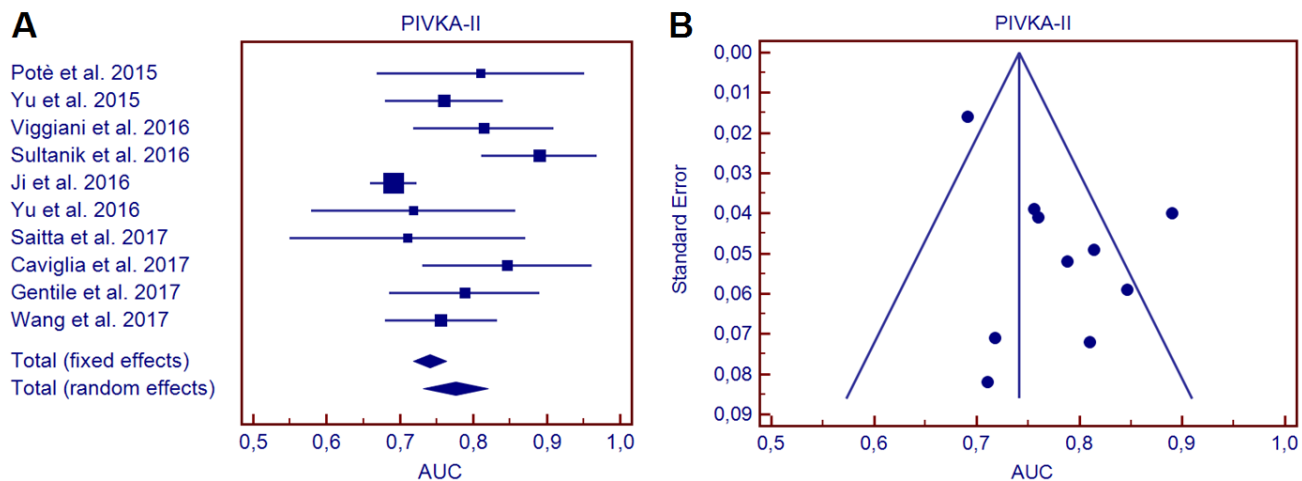 A
PIVKA-II
Potè et al. 2015
Yu et al. 2015
Viggiani et al. 2016
Sultanik et al. 2016
Ji et al. 2016
Yu et al. 2016
Saitta et al. 2017
Caviglia et al. 2017
Gentile et al. 2017
Wang et al. 2017
Total (fixed effects)
Total (random effects)
0,5 0,6 0,7 0,8 0,9 1,0
AUC
B
PIVKA-II
Standard Error
0,00
0,01
0,02
0,03
0,04
0,05
0,06
0,07
0,08
0,09
0,5 0,6 0,7 0,8 0,9 1,0
AUC